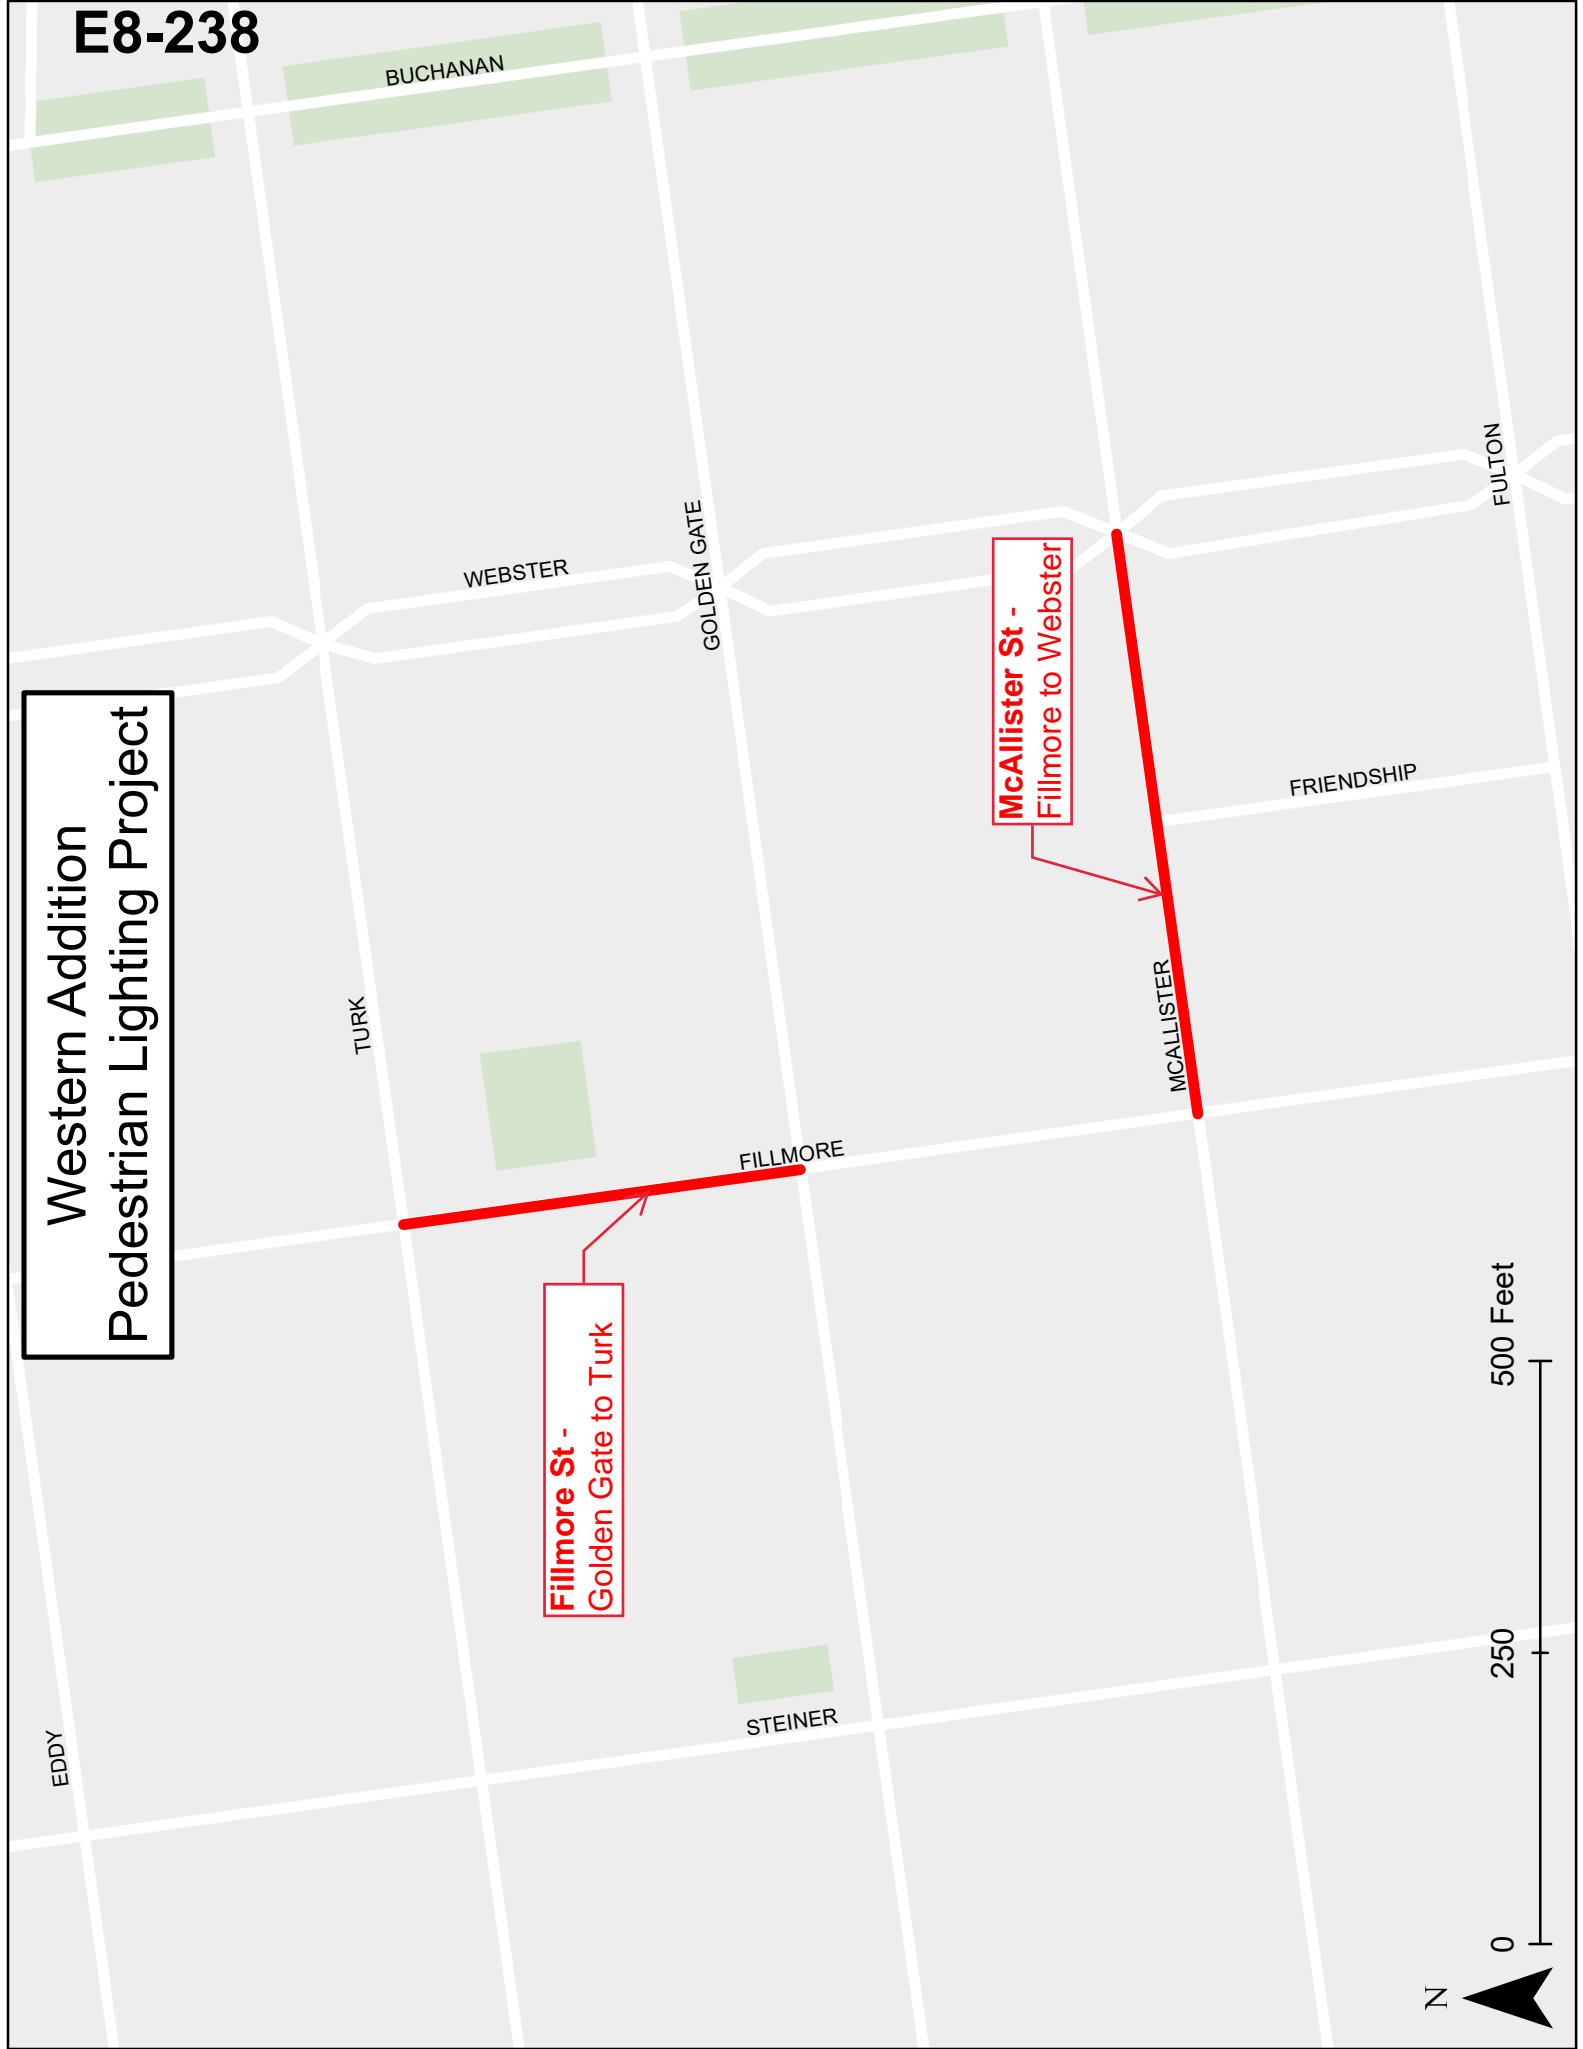 E8-238
Western Addition
Pedestrian Lighting Project
BUCHANAN
WEBSTER
GOLDEN GATE
FULTON
McAllister St -
Fillmore to Webster
FRIENDSHIP
TURK
MCALLISTER
FILLMORE
Fillmore St -
Golden Gate to Turk
STEINER
EDDY
0 250 500 Feet
N